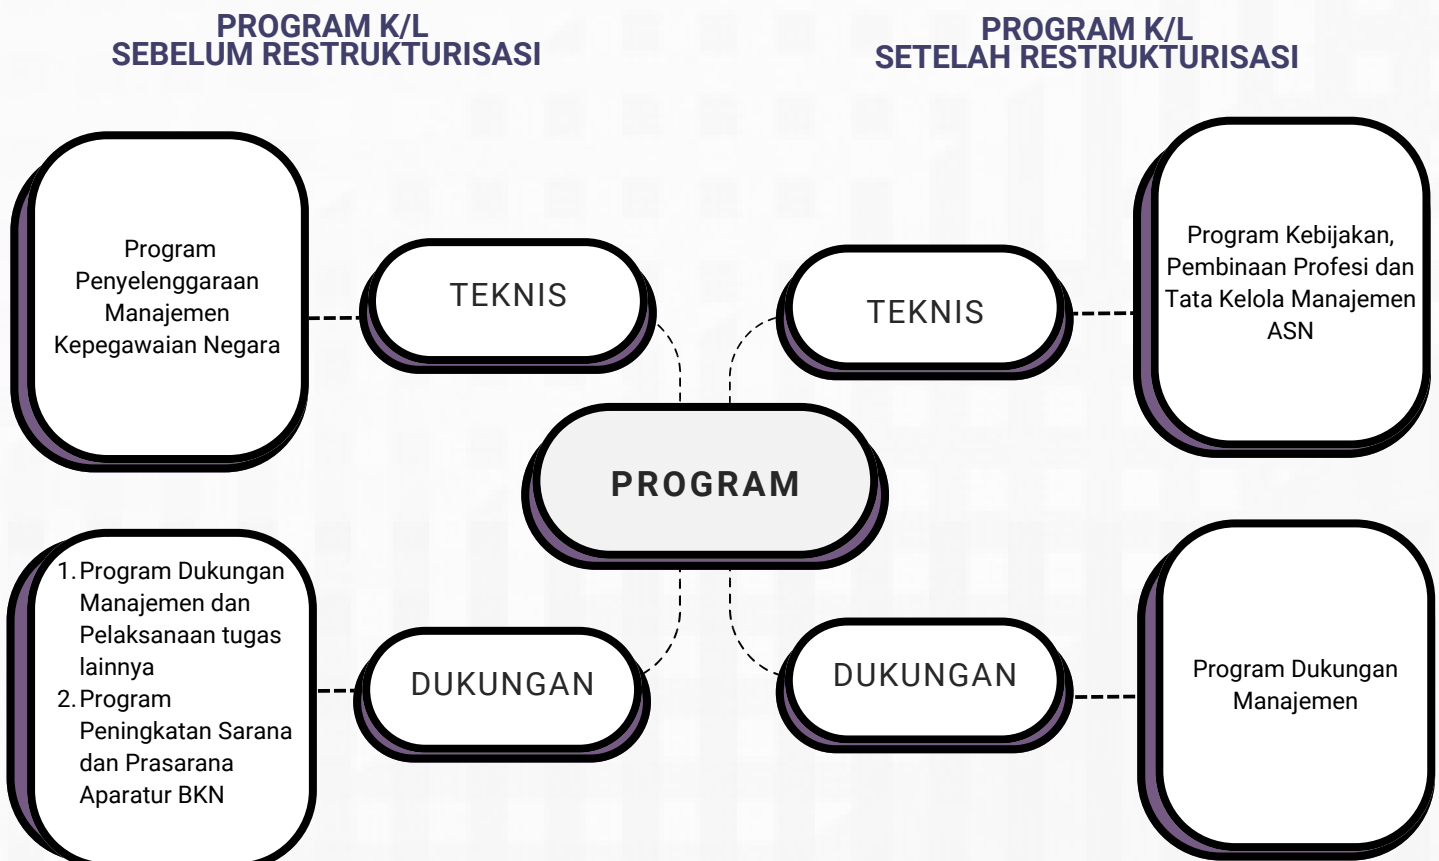 PROGRAM K/L
SEBELUM RESTRUKTURISASI
PROGRAM K/L
SETELAH RESTRUKTURISASI
Program
Penyelenggaraan
Manajemen
Kepegawaian Negara
TEKNIS
TEKNIS
Program Kebijakan,
Pembinaan Profesi dan
Tata Kelola Manajemen
ASN
PROGRAM
1. Program Dukungan
Manajemen dan
Pelaksanaan tugas
lainnya
2. Program
Peningkatan Sarana
dan Prasarana
Aparatur BKN
DUKUNGAN
DUKUNGAN
Program Dukungan
Manajemen